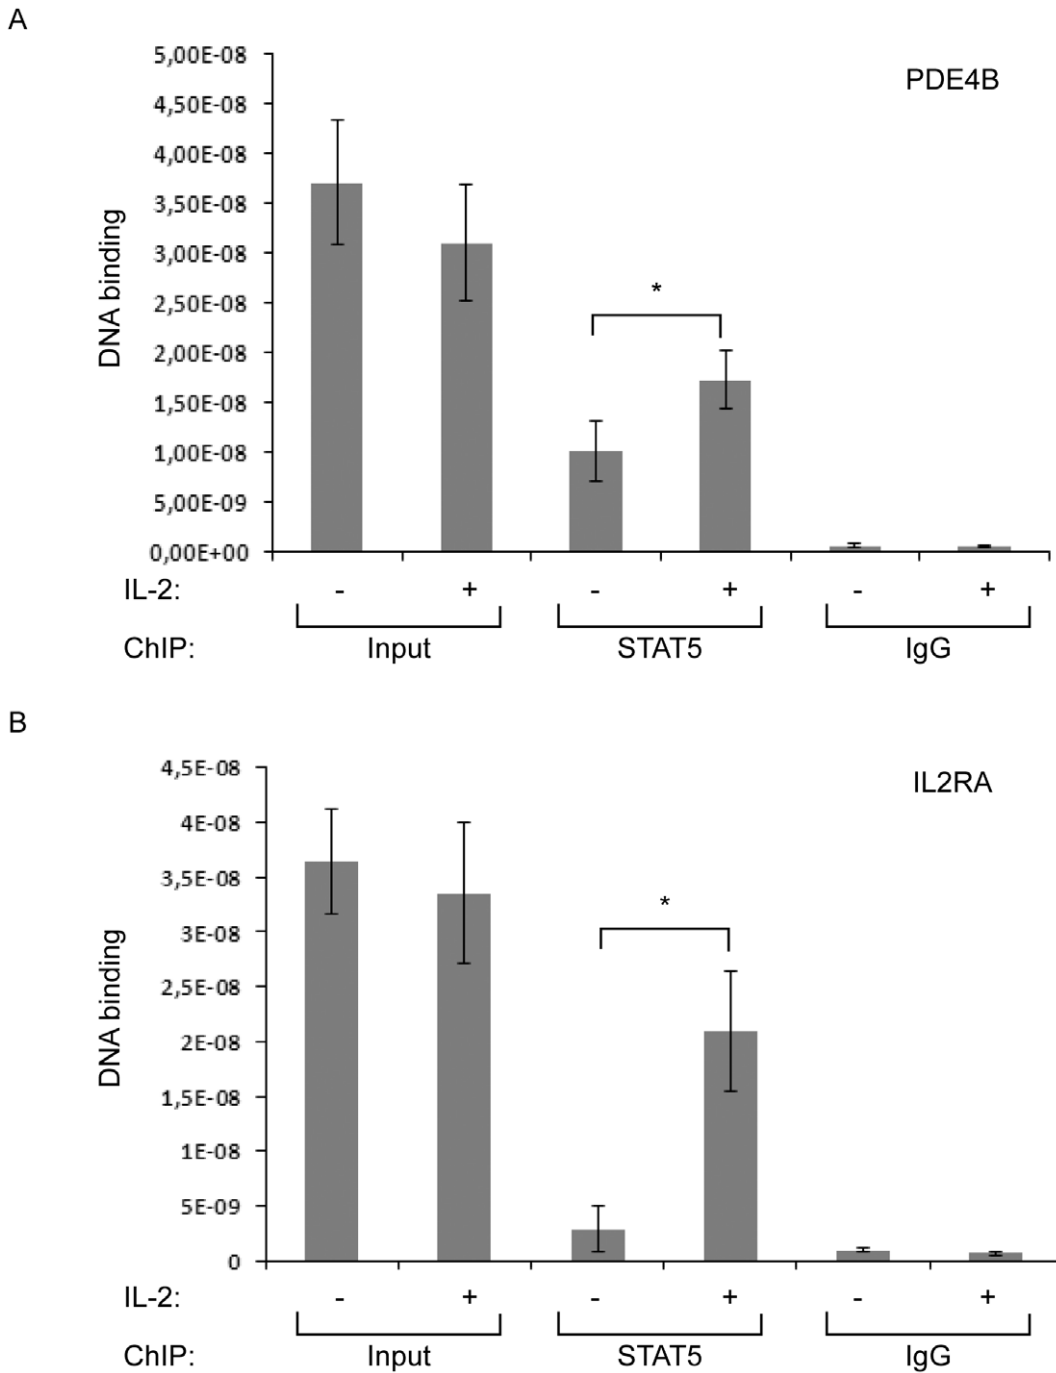 A
PDE4B
DNA binding
5,00E-08
4,50E-08
4,00E-08
3,50E-08
3,00E-08
2,50E-08
2,00E-08
1,50E-08
1,00E-08
5,00E-09
0,00E+00
*
IL-2: - + - + - +
ChIP: Input STAT5 IgG
B
IL2RA
DNA binding
4,5E-08
4E-08
3,5E-08
3E-08
2,5E-08
2E-08
1,5E-08
1E-08
5E-09
0
*
IL-2: - + - + - +
ChIP: Input STAT5 IgG